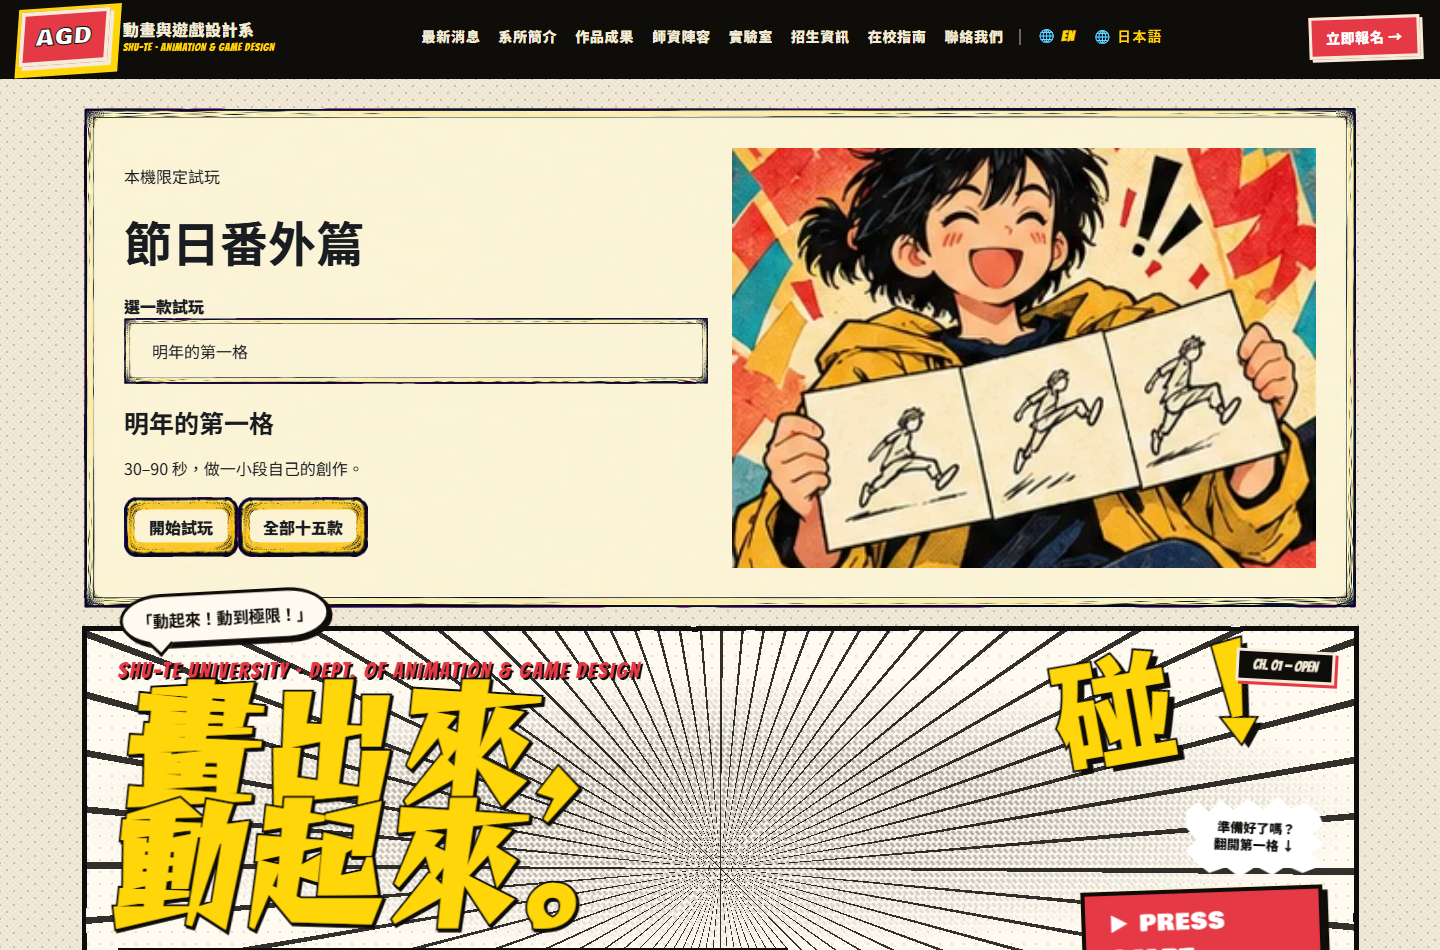 AGD
動畫與遊戲設計系
SHU-TE · ANIMATION & GAME DESIGN
最新消息 系所簡介 作品成果 師資陣容 實驗室 招生資訊 在校指南 聯絡我們 | EN 日本語
立即報名 →
本機限定試玩
節日番外篇
選一款試玩
明年的第一格
明年的第一格
30–90 秒，做一小段自己的創作。
開始試玩 全部十五款
!!
「動起來！動到極限！」
SHU-TE UNIVERSITY · DEPT. OF ANIMATION & GAME DESIGN
畫出來，
動起來。
碰！
CH. 01 — OPEN
準備好了嗎？
翻開第一格 ↓
▶ PRESS